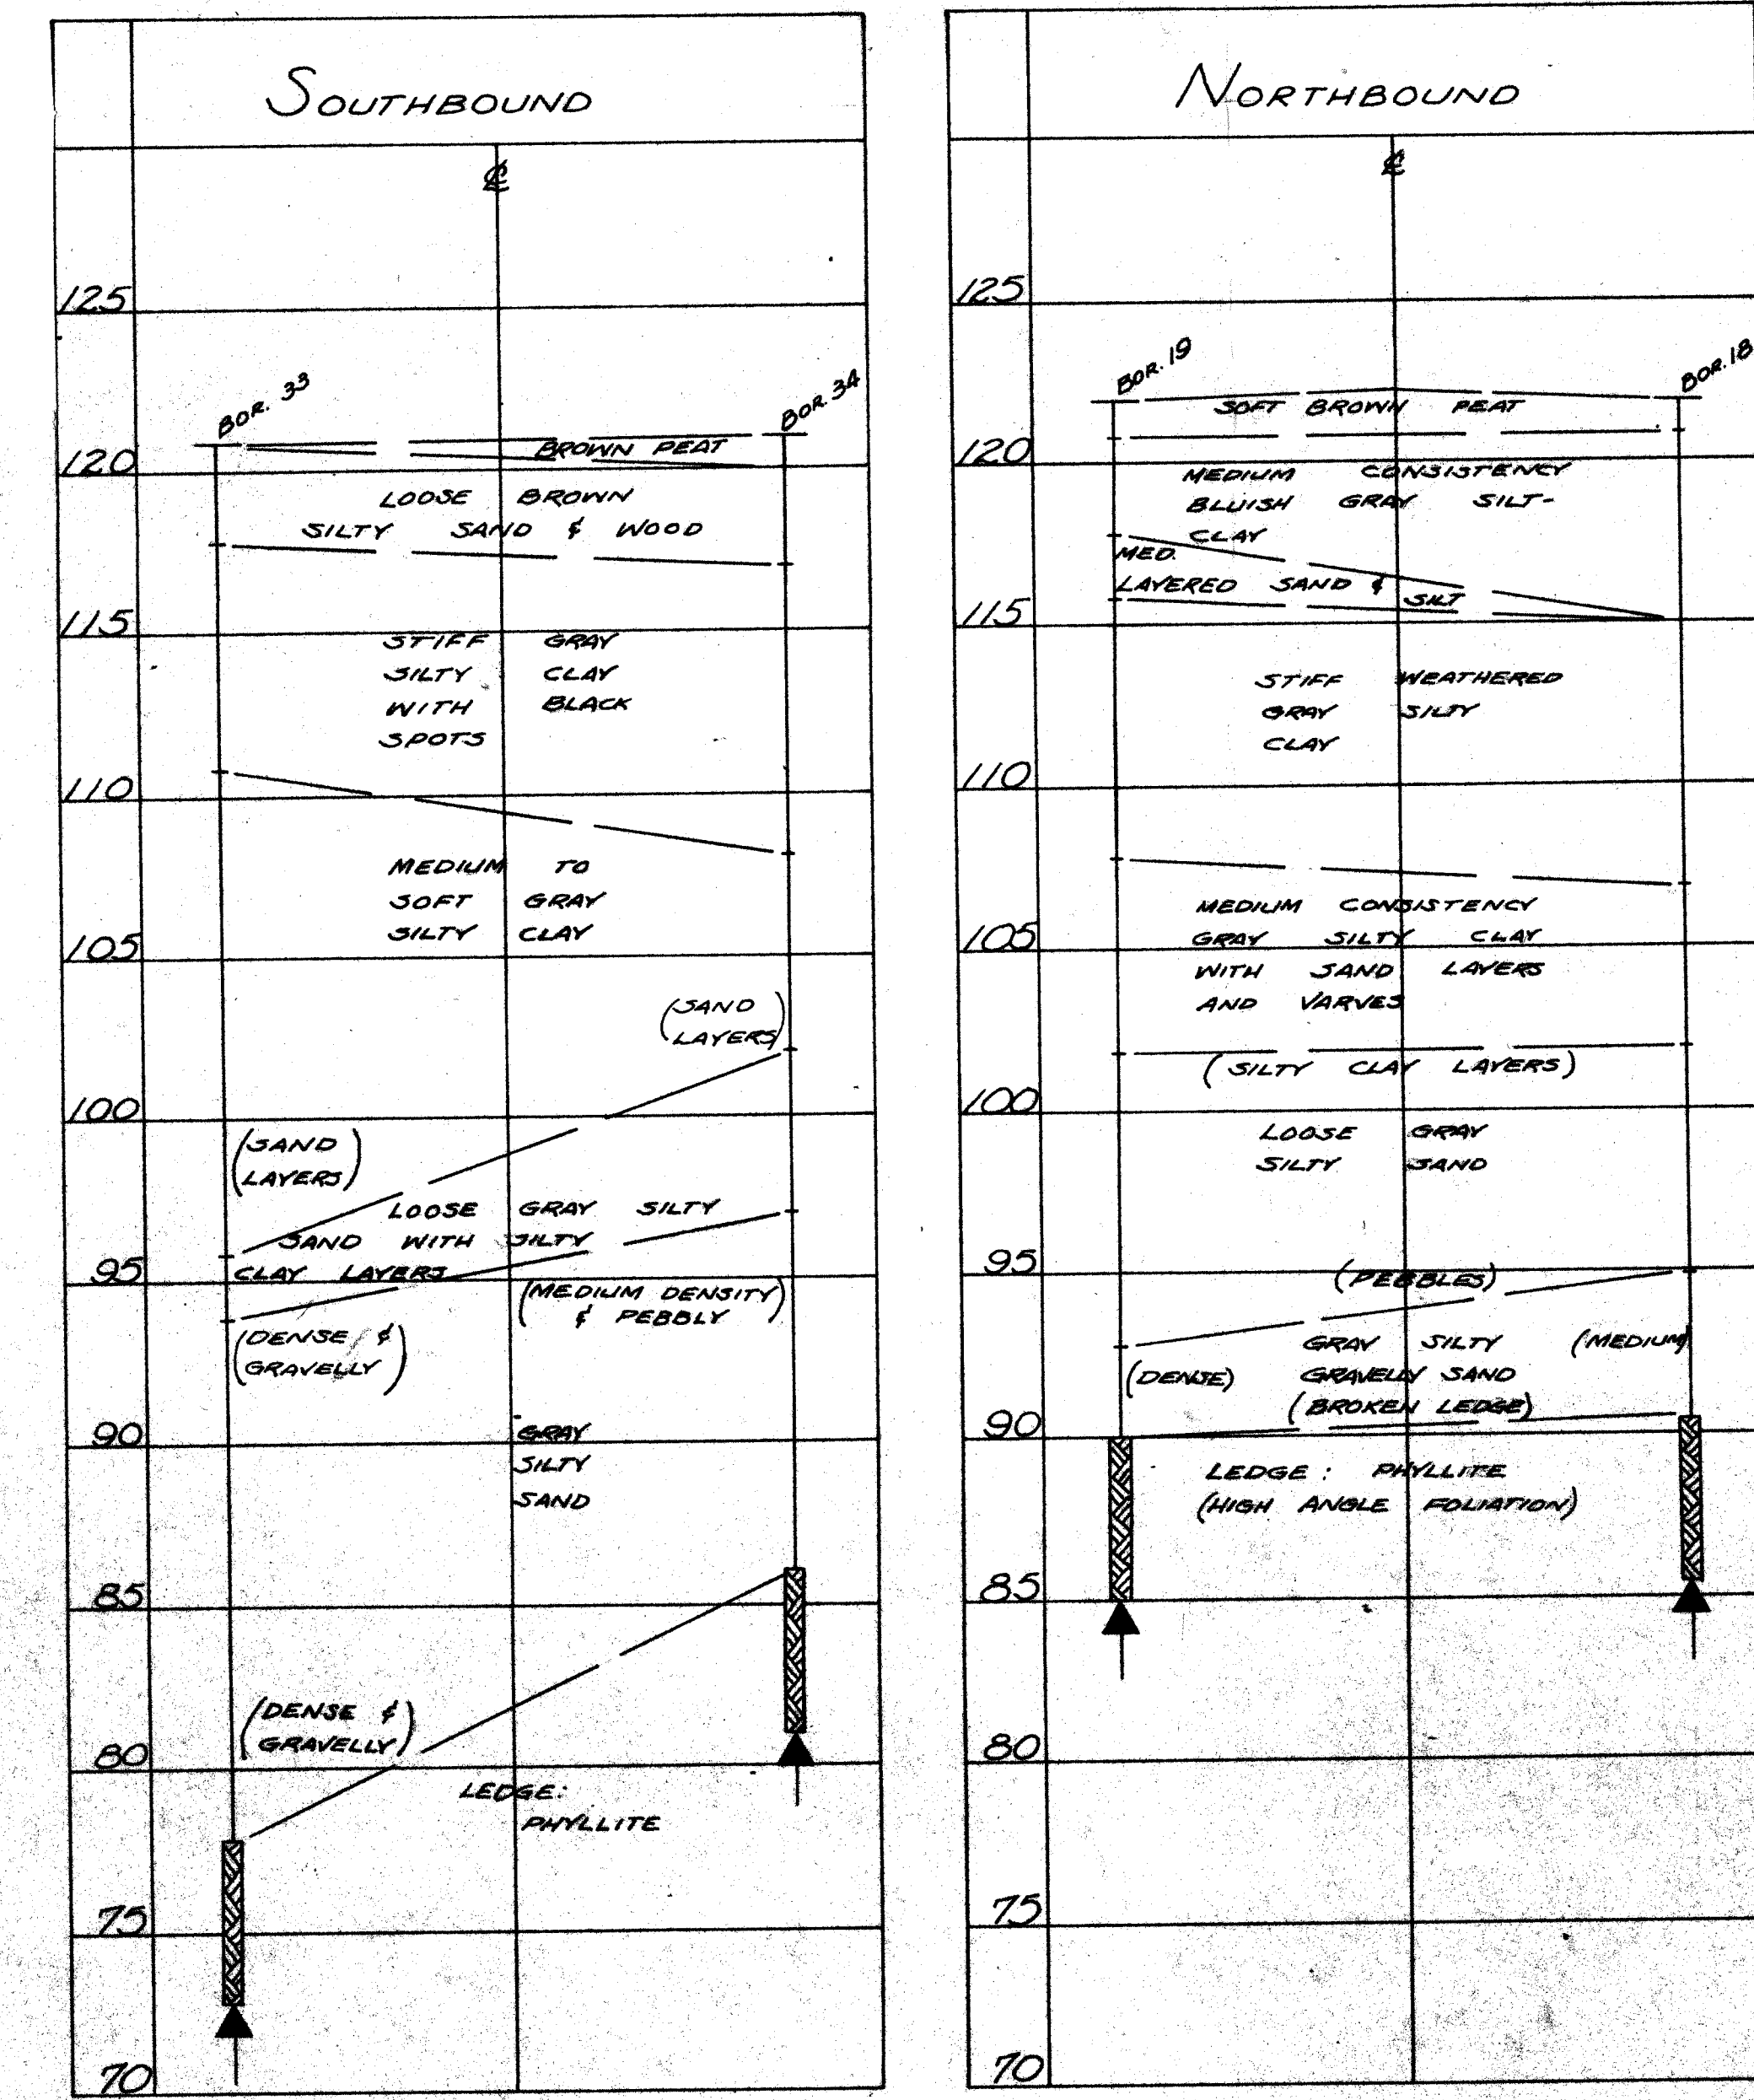 SOUTHBOUND
℄
125
BOR. 33
BOR. 34
BROWN PEAT
120
LOOSE BROWN
SILTY SAND & WOOD
115
STIFF GRAY
SILTY CLAY
WITH BLACK
SPOTS
110
MEDIUM TO
SOFT GRAY
SILTY CLAY
105
(SAND
LAYERS)
100
(SAND
LAYERS)
LOOSE GRAY SILTY
SAND WITH SILTY
CLAY LAYERS
95
(MEDIUM DENSITY
& PEBBLY)
(DENSE &
GRAVELLY)
90
GRAY
SILTY
SAND
85
(DENSE &
GRAVELLY)
80
LEDGE:
PHYLLITE
75
70
NORTHBOUND
℄
125
BOR. 19
BOR. 18
SOFT BROWN PEAT
120
MEDIUM CONSISTENCY
BLUISH GRAY SILT-
CLAY
MED.
LAYERED SAND &
SILT
115
STIFF WEATHERED
GRAY SILTY
CLAY
110
MEDIUM CONSISTENCY
GRAY SILTY CLAY
105
WITH SAND LAYERS
AND VARVES
(SILTY CLAY LAYERS)
100
LOOSE GRAY
SILTY SAND
95
(PEBBLES)
GRAY SILTY (MEDIUM)
(DENSE) GRAVELLY SAND
(BROKEN LEDGE)
90
LEDGE: PHYLLITE
(HIGH ANGLE FOLIATION)
85
80
75
70